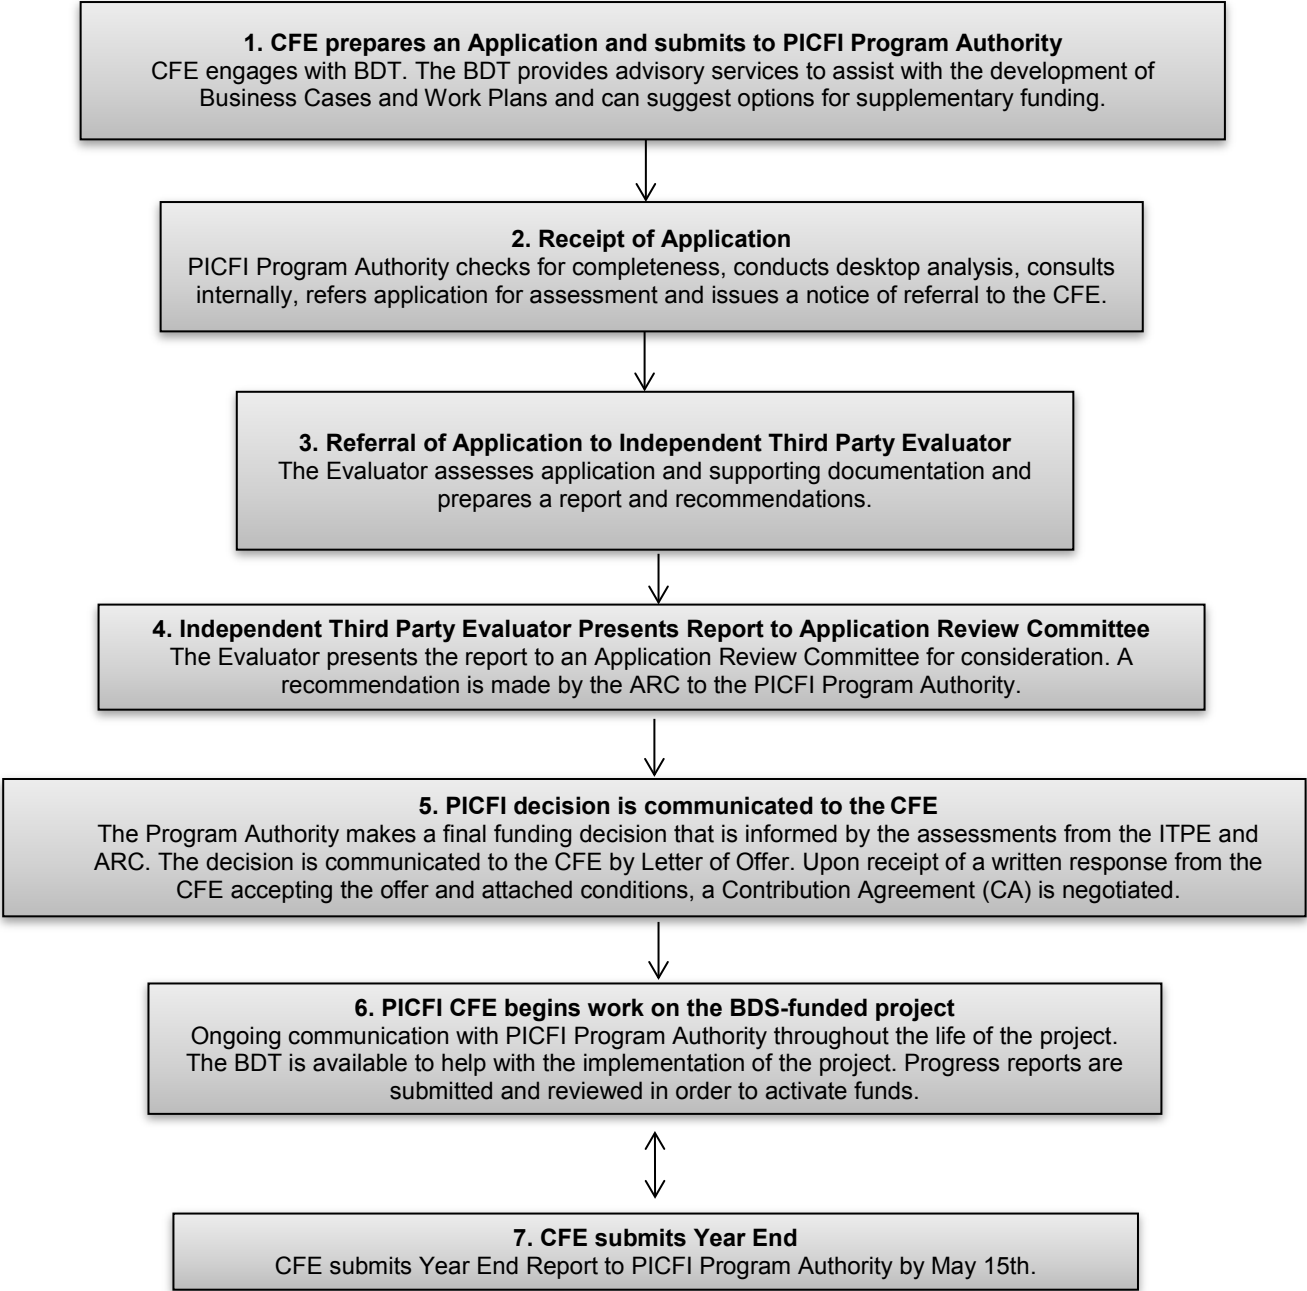 1. CFE prepares an Application and submits to PICFI Program Authority
CFE engages with BDT. The BDT provides advisory services to assist with the development of
Business Cases and Work Plans and can suggest options for supplementary funding.
2. Receipt of Application
PICFI Program Authority checks for completeness, conducts desktop analysis, consults
internally, refers application for assessment and issues a notice of referral to the CFE.
3. Referral of Application to Independent Third Party Evaluator
The Evaluator assesses application and supporting documentation and
prepares a report and recommendations.
4. Independent Third Party Evaluator Presents Report to Application Review Committee
The Evaluator presents the report to an Application Review Committee for consideration. A
recommendation is made by the ARC to the PICFI Program Authority.
5. PICFI decision is communicated to the CFE
The Program Authority makes a final funding decision that is informed by the assessments from the ITPE and
ARC. The decision is communicated to the CFE by Letter of Offer. Upon receipt of a written response from the
CFE accepting the offer and attached conditions, a Contribution Agreement (CA) is negotiated.
6. PICFI CFE begins work on the BDS-funded project
Ongoing communication with PICFI Program Authority throughout the life of the project.
The BDT is available to help with the implementation of the project. Progress reports are
submitted and reviewed in order to activate funds.
7. CFE submits Year End
CFE submits Year End Report to PICFI Program Authority by May 15th.